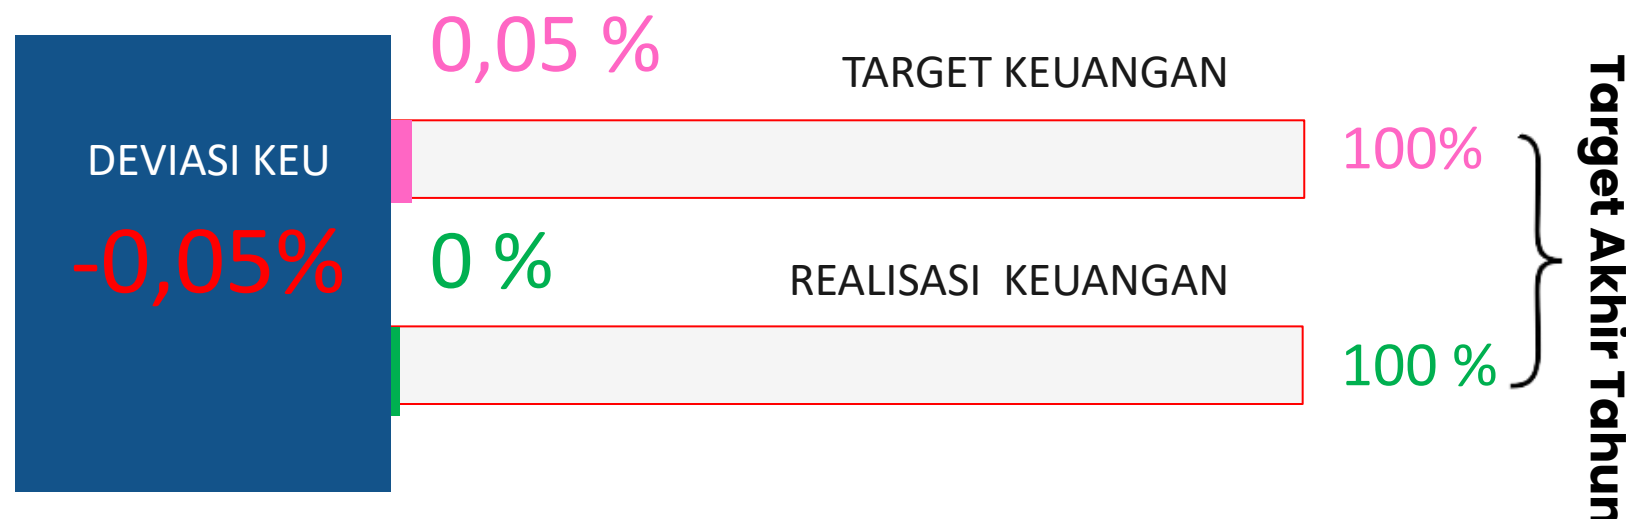 DEVIASI KEU
-0,05%
0,05 %
TARGET KEUANGAN
100%
0 %
REALISASI KEUANGAN
100 %
Target Akhir Tahun